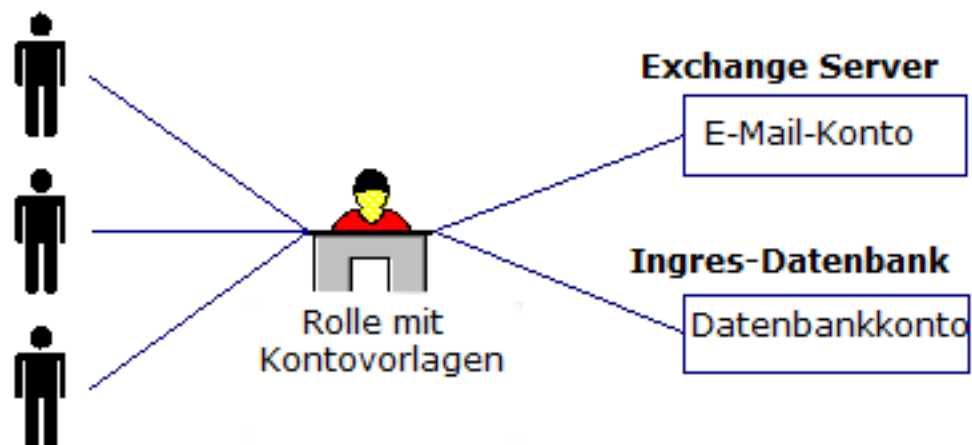 Exchange Server
E-Mail-Konto
Ingres-Datenbank
Datenbankkonto
Rolle mit
Kontovorlagen